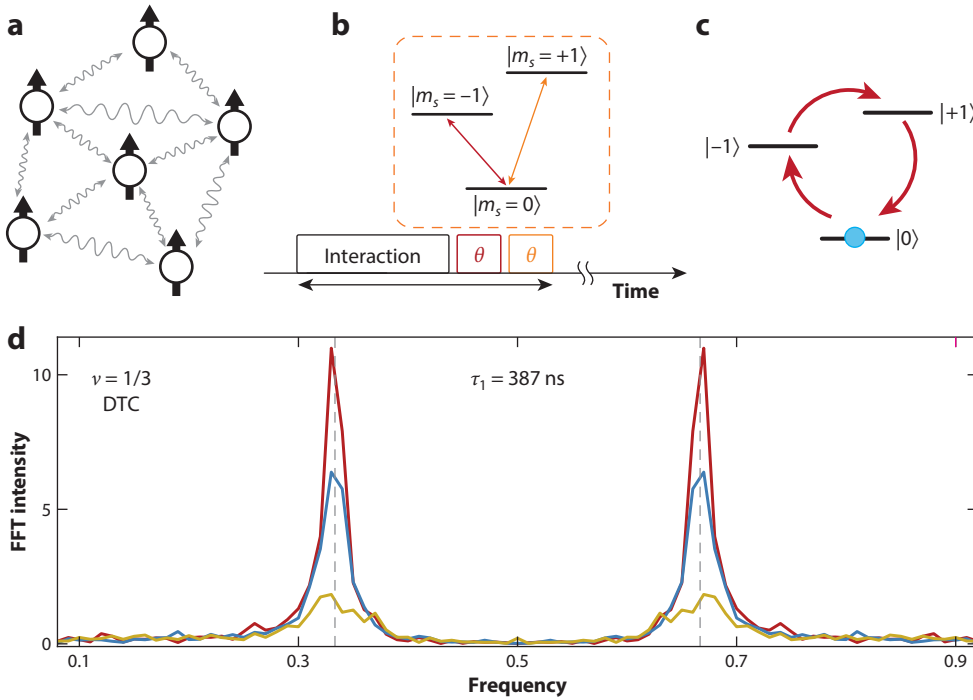 a
b
c
|m_s = +1⟩
|m_s = −1⟩
|m_s = 0⟩
Interaction
θ
θ
Time
|+1⟩
|−1⟩
|0⟩
d
ν = 1/3
DTC
τ₁ = 387 ns
FFT intensity
10
5
0
0.1
0.3
0.5
0.7
0.9
Frequency